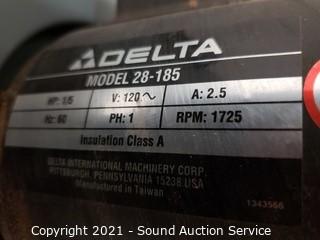 DELTA
MODEL 28-185
HP: 1/5 V: 120 ~ A: 2.5
Hz: 60 PH: 1 RPM: 1725
Insulation Class A
DELTA INTERNATIONAL MACHINERY CORP.
PITTSBURGH, PENNSYLVANIA 15238 USA
Manufactured in Taiwan
1343566
Copyright 2021 - Sound Auction Service